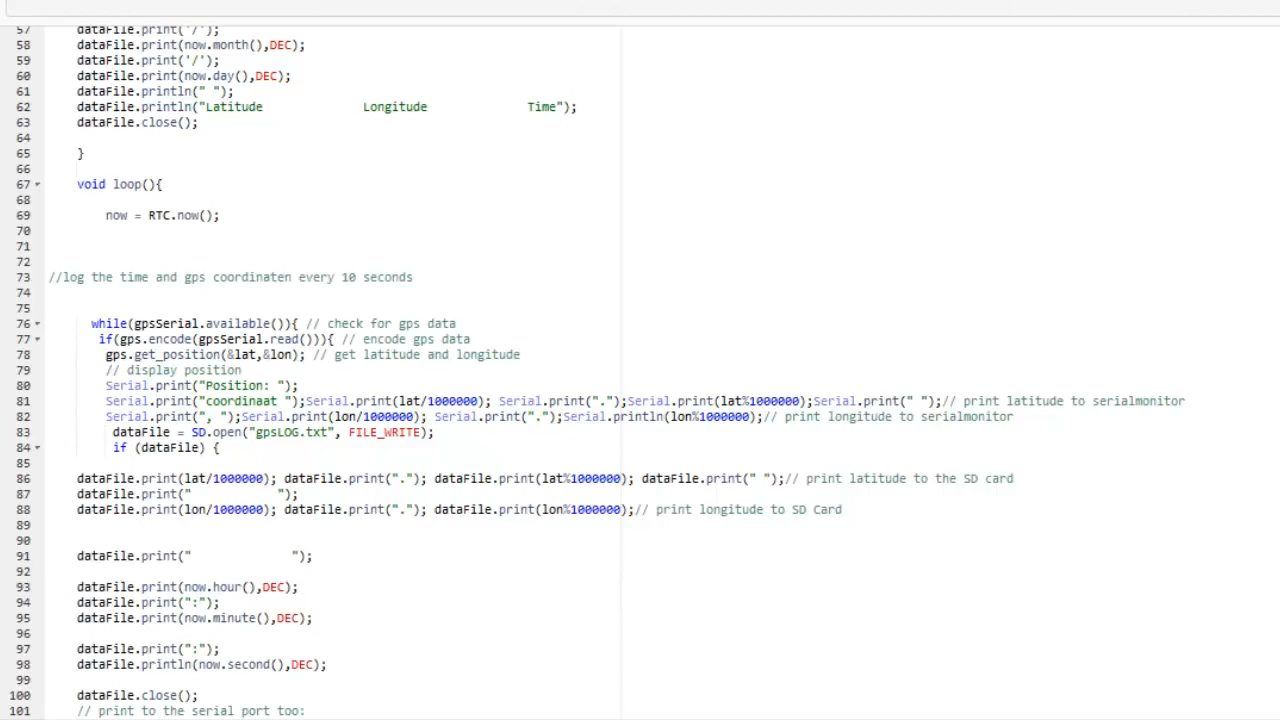 57 dataFile.print('/');
58 dataFile.print(now.month(),DEC);
59 dataFile.print('/');
60 dataFile.print(now.day(),DEC);
61 dataFile.println(" ");
62 dataFile.println("Latitude              Longitude              Time");
63 dataFile.close();
64
65 }
66
67 void loop(){
68
69 now = RTC.now();
70
71
72
73 //log the time and gps coordinaten every 10 seconds
74
75
76 while(gpsSerial.available()){ // check for gps data
77 if(gps.encode(gpsSerial.read())){ // encode gps data
78 gps.get_position(&lat,&lon); // get latitude and longitude
79 // display position
80 Serial.print("Position: ");
81 Serial.print("coordinaat ");Serial.print(lat/1000000); Serial.print(".");Serial.print(lat%1000000);Serial.print(" ");// print latitude to serialmonitor
82 Serial.print(", ");Serial.print(lon/1000000); Serial.print(".");Serial.println(lon%1000000);// print longitude to serialmonitor
83 dataFile = SD.open("gpsLOG.txt", FILE_WRITE);
84 if (dataFile) {
85
86 dataFile.print(lat/1000000); dataFile.print("."); dataFile.print(lat%1000000); dataFile.print(" ");// print latitude to the SD card
87 dataFile.print("            ");
88 dataFile.print(lon/1000000); dataFile.print("."); dataFile.print(lon%1000000);// print longitude to SD Card
89
90
91 dataFile.print("              ");
92
93 dataFile.print(now.hour(),DEC);
94 dataFile.print(":");
95 dataFile.print(now.minute(),DEC);
96
97 dataFile.print(":");
98 dataFile.println(now.second(),DEC);
99
100 dataFile.close();
101 // print to the serial port too: